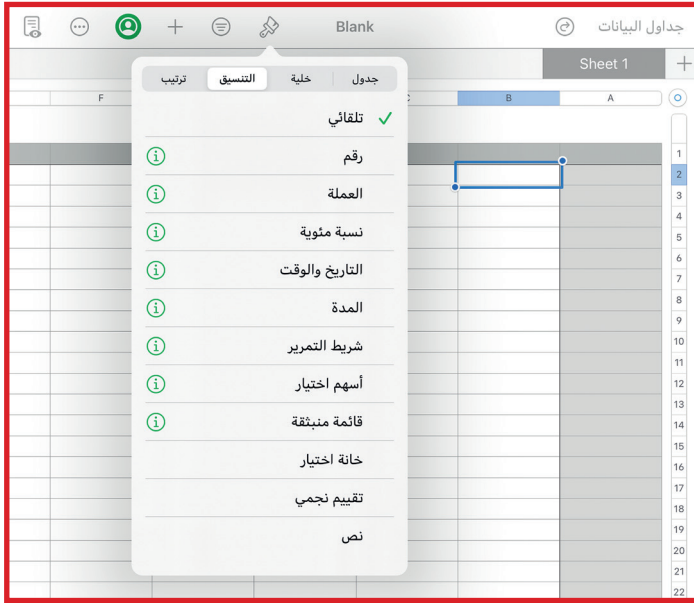 جداول البيانات
Blank
Sheet 1
جدول خلية التنسيق ترتيب
A B C F
تلقائي
رقم
العملة
نسبة مئوية
التاريخ والوقت
المدة
شريط التمرير
أسهم اختيار
قائمة منبثقة
خانة اختيار
تقييم نجمي
نص
1
2
3
4
5
6
7
8
9
10
11
12
13
14
15
16
17
18
19
20
21
22